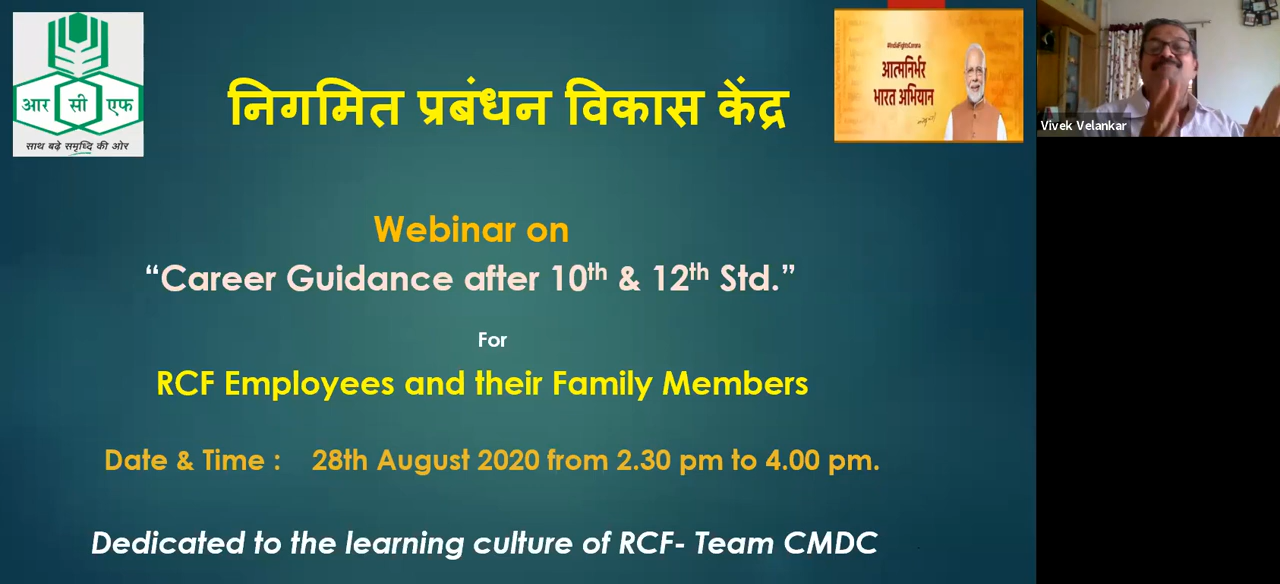 आर सी एफ
साथ बढ़े समृध्दि की ओर
निगमित प्रबंधन विकास केंद्र
#IndiaFightsCorona
आत्मनिर्भर
भारत अभियान
Vivek Velankar
Webinar on
“Career Guidance after 10th & 12th Std.”
For
RCF Employees and their Family Members
Date & Time : 28th August 2020 from 2.30 pm to 4.00 pm.
Dedicated to the learning culture of RCF- Team CMDC